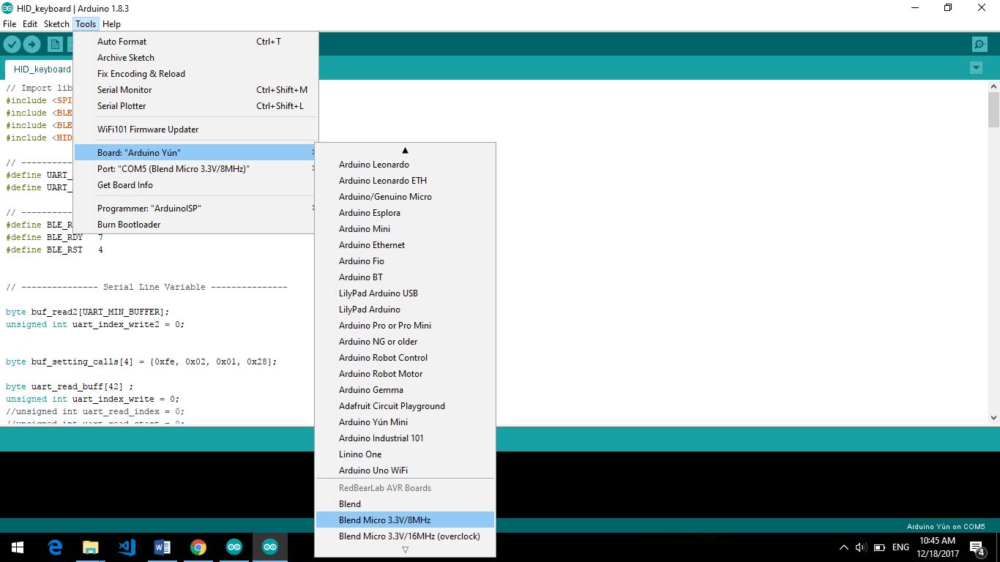 HID_keyboard | Arduino 1.8.3
File Edit Sketch Tools Help
HID_keyboard
Auto Format Ctrl+T
Archive Sketch
Fix Encoding & Reload
Serial Monitor Ctrl+Shift+M
Serial Plotter Ctrl+Shift+L
WiFi101 Firmware Updater
Board: "Arduino Yún"
Port: "COM5 (Blend Micro 3.3V/8MHz)"
Get Board Info
Programmer: "ArduinoISP"
Burn Bootloader
Arduino Leonardo
Arduino Leonardo ETH
Arduino/Genuino Micro
Arduino Esplora
Arduino Mini
Arduino Ethernet
Arduino Fio
Arduino BT
LilyPad Arduino USB
LilyPad Arduino
Arduino Pro or Pro Mini
Arduino NG or older
Arduino Robot Control
Arduino Robot Motor
Arduino Gemma
Adafruit Circuit Playground
Arduino Yún Mini
Arduino Industrial 101
Linino One
Arduino Uno WiFi
RedBearLab AVR Boards
Blend
Blend Micro 3.3V/8MHz
Blend Micro 3.3V/16MHz (overclock)
// Import lib
#include <SPI
#include <BLE
#include <BLE
#include <HID
// -----------
#define UART_
#define UART_
// -----------
#define BLE_R
#define BLE_RDY 7
#define BLE_RST 4
// --------------- Serial Line Variable ---------------
byte buf_read2[UART_MIN_BUFFER];
unsigned int uart_index_write2 = 0;
byte buf_setting_calls[4] = {0xfe, 0x02, 0x01, 0x28};
byte uart_read_buff[42] ;
unsigned int uart_index_write = 0;
//unsigned int uart_read_index = 0;
//unsigned int uart_read_start = 0;
Arduino Yún on COM5
ENG
10:45 AM
12/18/2017
4